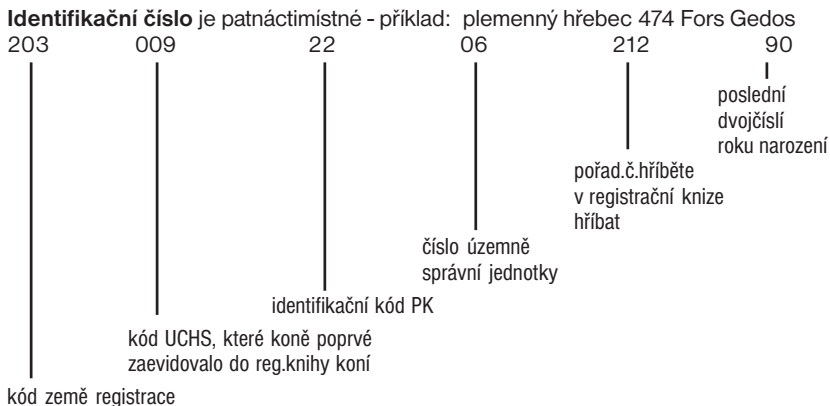 Identifikační číslo je patnáctimístné - příklad: plemenný hřebec 474 Fors Gedos
203 009 22 06 212 90
poslední
dvojčíslí
roku narození
pořad.č.hříběte
v registrační knize
hříbat
číslo územně
správní jednotky
identifikační kód PK
kód UCHS, které koně poprvé
zaevidovalo do reg.knihy koní
kód země registrace